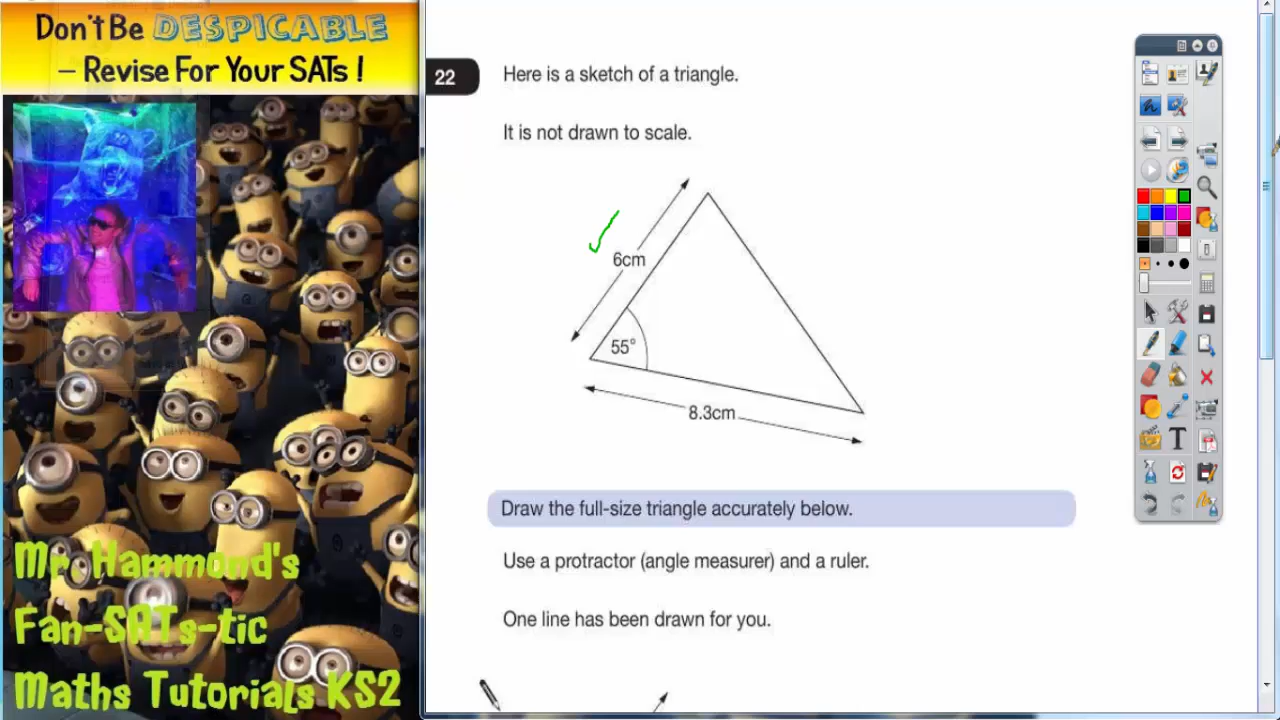 Don't Be DESPICABLE
– Revise For Your SATs !
Mr Hammond's
Fan-SATs-tic
Maths Tutorials KS2
22
Here is a sketch of a triangle.
It is not drawn to scale.
6cm
55°
8.3cm
Draw the full-size triangle accurately below.
Use a protractor (angle measurer) and a ruler.
One line has been drawn for you.
T